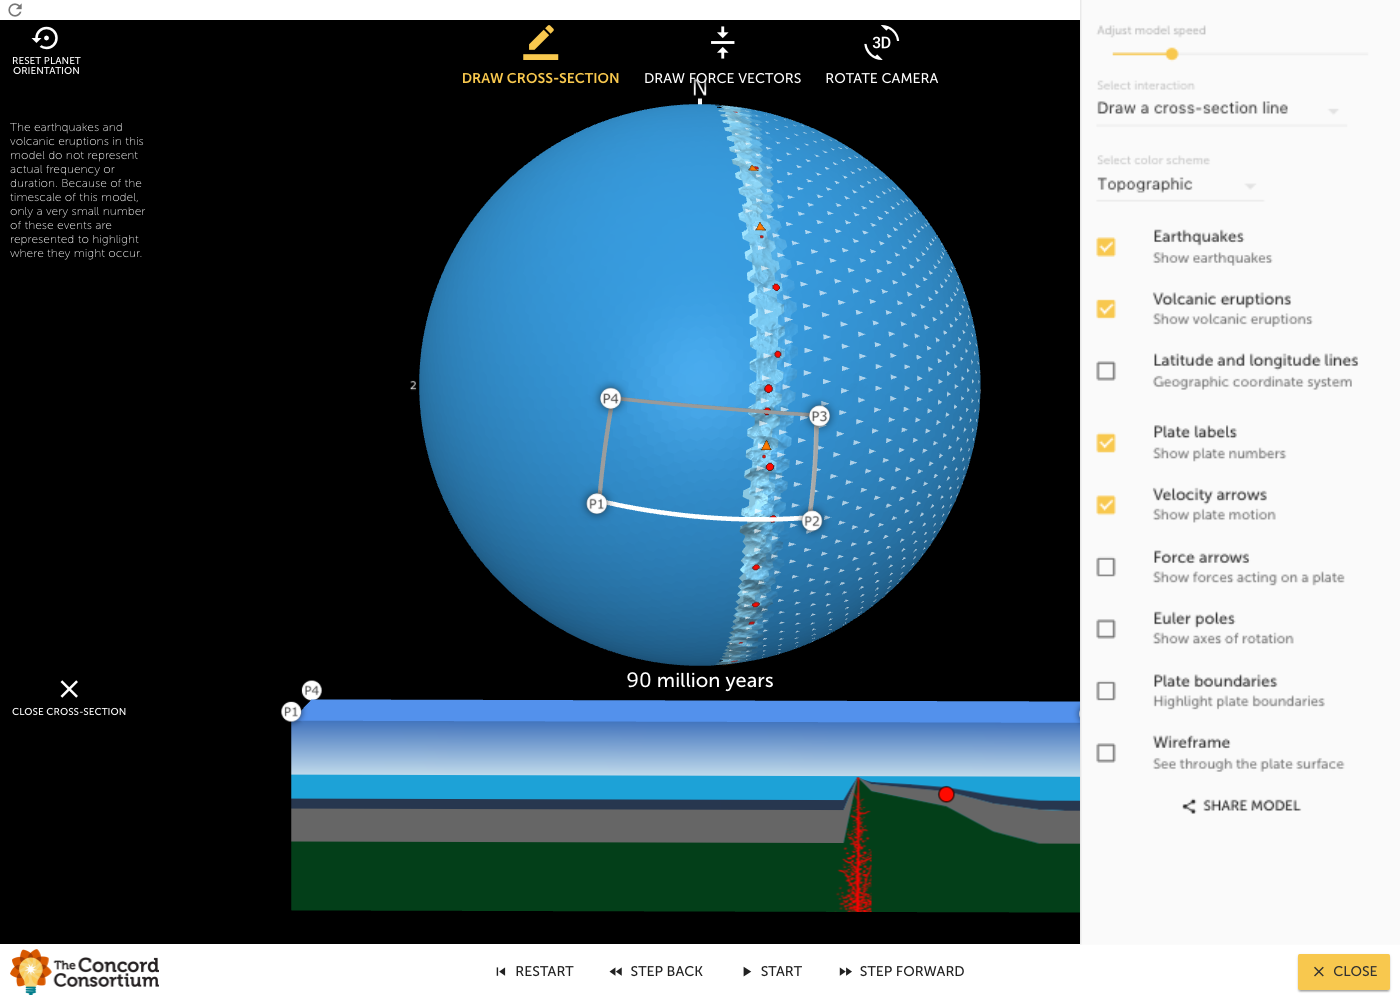 RESET PLANET
ORIENTATION
DRAW CROSS-SECTION
DRAW FORCE VECTORS
3D
ROTATE CAMERA
N
The earthquakes and
volcanic eruptions in this
model do not represent
actual frequency or
duration. Because of the
timescale of this model,
only a very small number
of these events are
represented to highlight
where they might occur.
2
P4
P3
P1
P2
90 million years
CLOSE CROSS-SECTION
P4
P1
Adjust model speed
Select interaction
Draw a cross-section line
Select color scheme
Topographic
Earthquakes
Show earthquakes
Volcanic eruptions
Show volcanic eruptions
Latitude and longitude lines
Geographic coordinate system
Plate labels
Show plate numbers
Velocity arrows
Show plate motion
Force arrows
Show forces acting on a plate
Euler poles
Show axes of rotation
Plate boundaries
Highlight plate boundaries
Wireframe
See through the plate surface
SHARE MODEL
The Concord
Consortium
RESTART
STEP BACK
START
STEP FORWARD
CLOSE